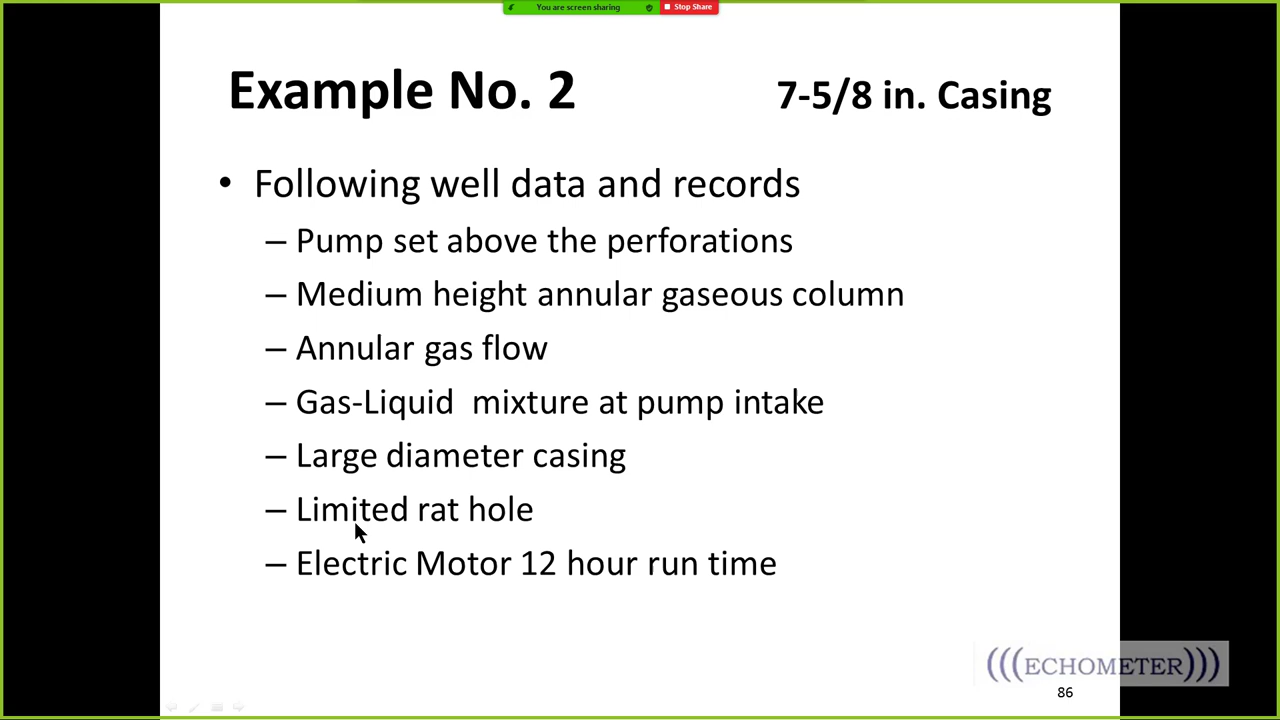 You are screen sharing Stop Share
Example No. 2 7-5/8 in. Casing
• Following well data and records
– Pump set above the perforations
– Medium height annular gaseous column
– Annular gas flow
– Gas-Liquid mixture at pump intake
– Large diameter casing
– Limited rat hole
– Electric Motor 12 hour run time
(((ECHOMETER)))
86